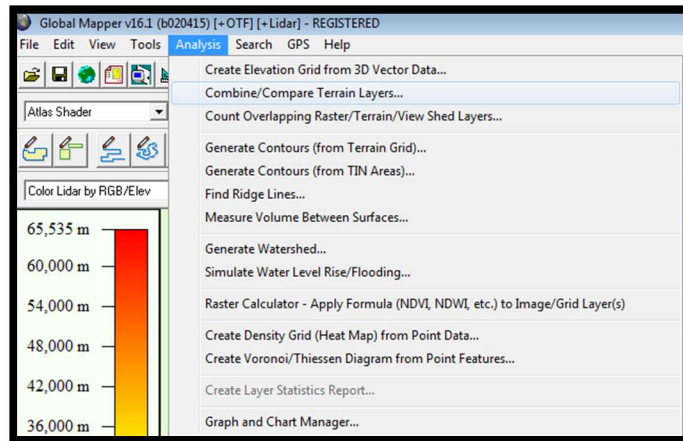 Global Mapper v16.1 (b020415) [+OTF] [+Lidar] - REGISTERED
File Edit View Tools Analysis Search GPS Help
Create Elevation Grid from 3D Vector Data...
Combine/Compare Terrain Layers...
Atlas Shader
Count Overlapping Raster/Terrain/View Shed Layers...
Generate Contours (from Terrain Grid)...
Generate Contours (from TIN Areas)...
Color Lidar by RGB/Elev
Find Ridge Lines...
Measure Volume Between Surfaces...
65,535 m
Generate Watershed...
60,000 m
Simulate Water Level Rise/Flooding...
54,000 m
Raster Calculator - Apply Formula (NDVI, NDWI, etc.) to Image/Grid Layer(s)
Create Density Grid (Heat Map) from Point Data...
48,000 m
Create Voronoi/Thiessen Diagram from Point Features...
42,000 m
Create Layer Statistics Report...
36,000 m
Graph and Chart Manager...